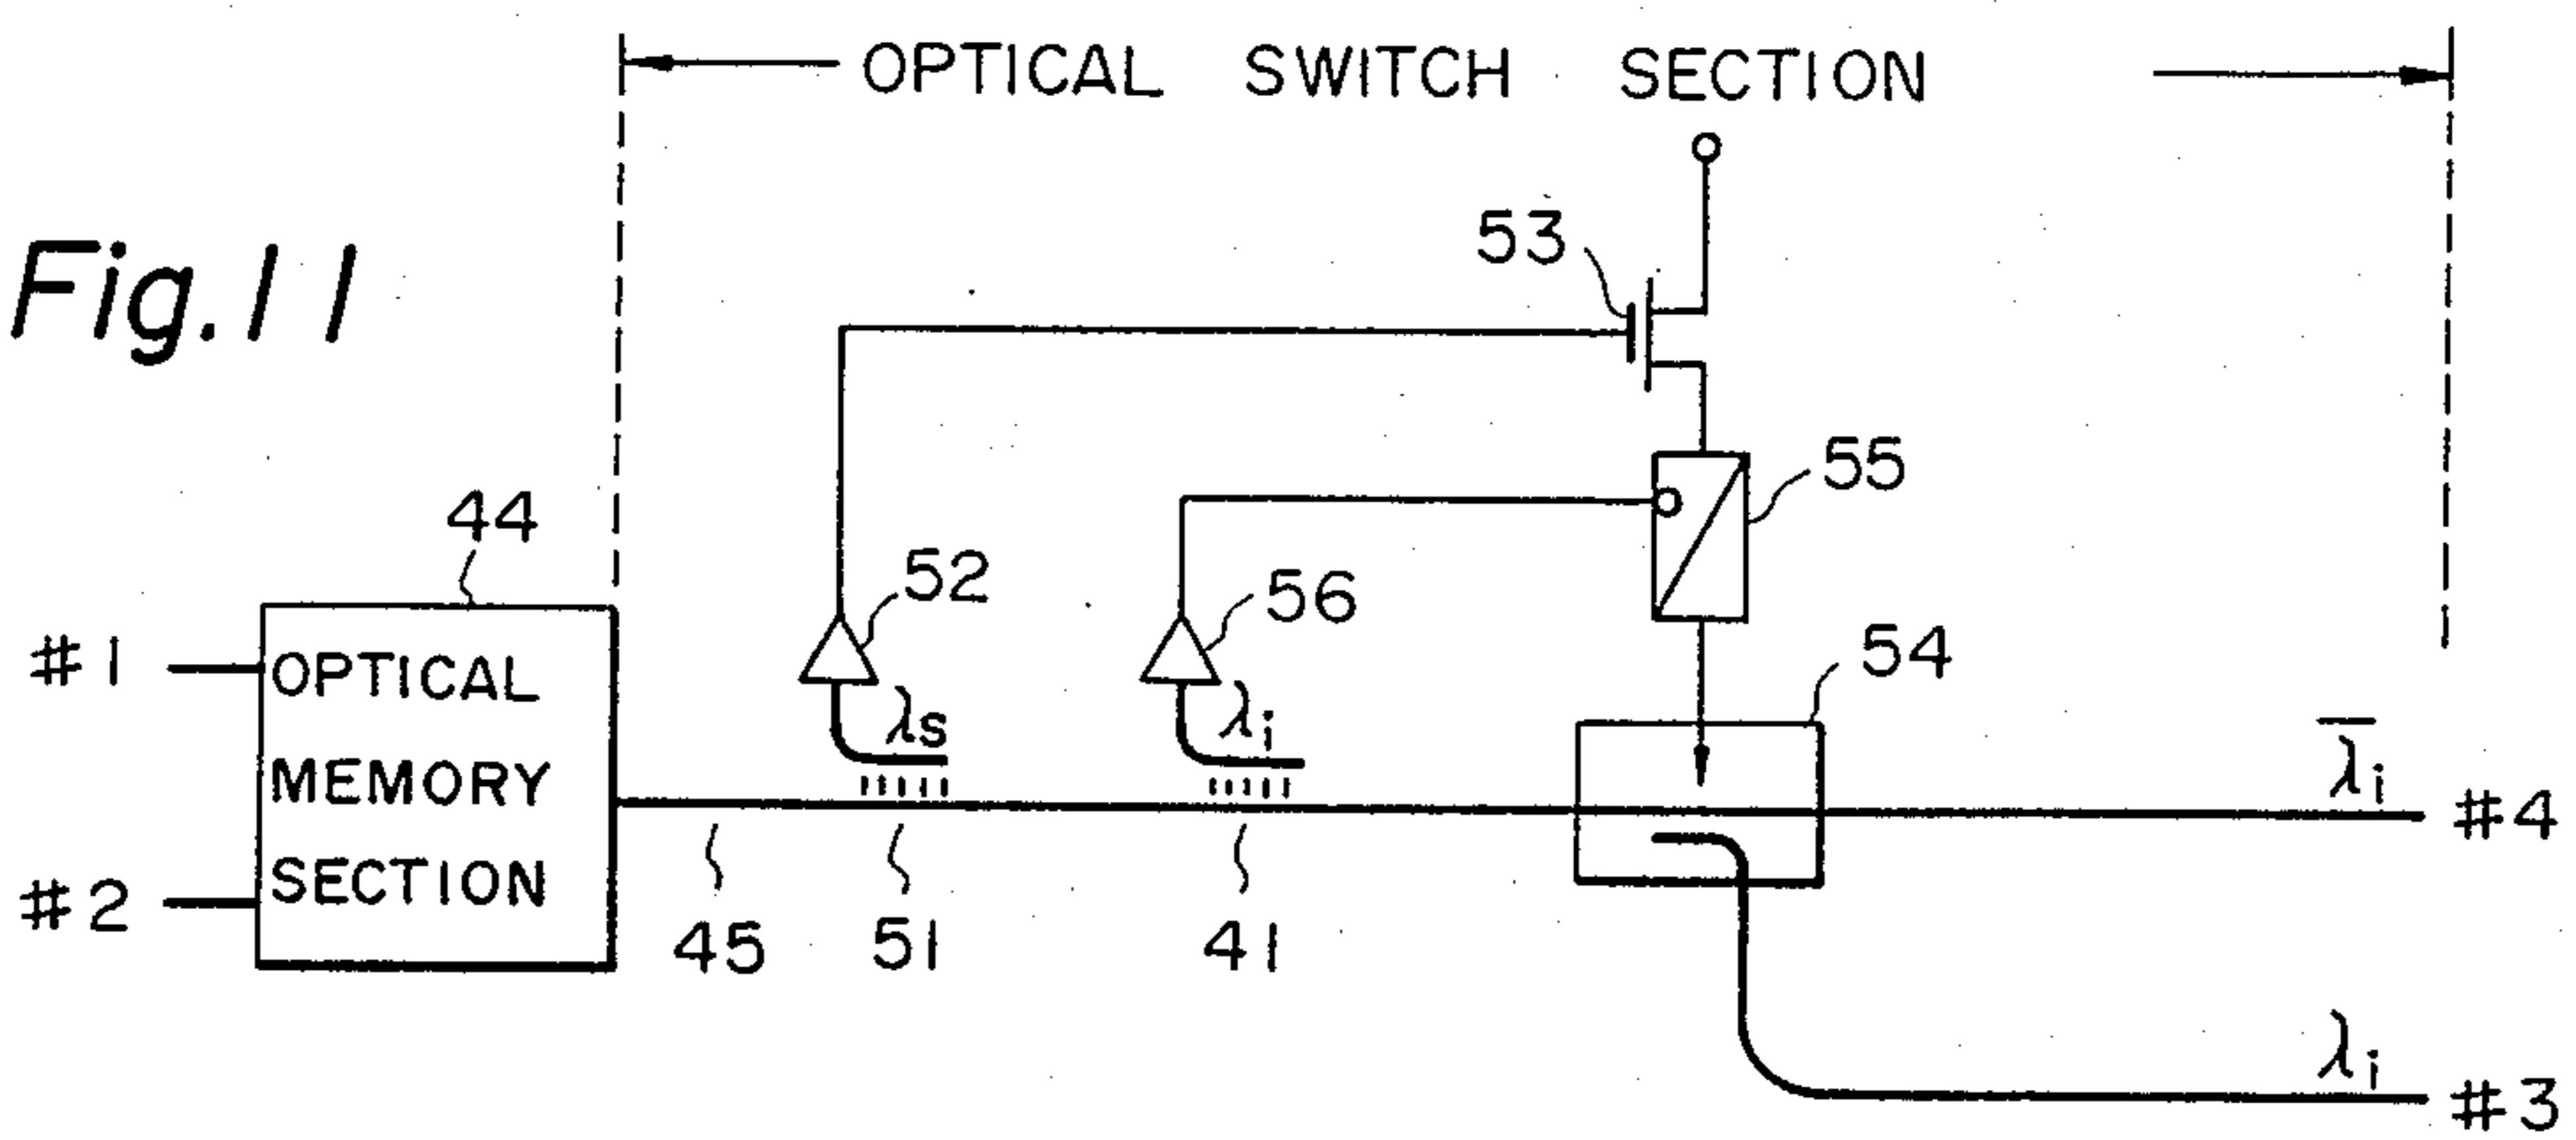 OPTICAL SWITCH SECTION
Fig. 11
53
55
44
52
56
54
#1
OPTICAL
MEMORY
SECTION
#2
λs
λi
45
51
41
λ̅i
#4
λi
#3